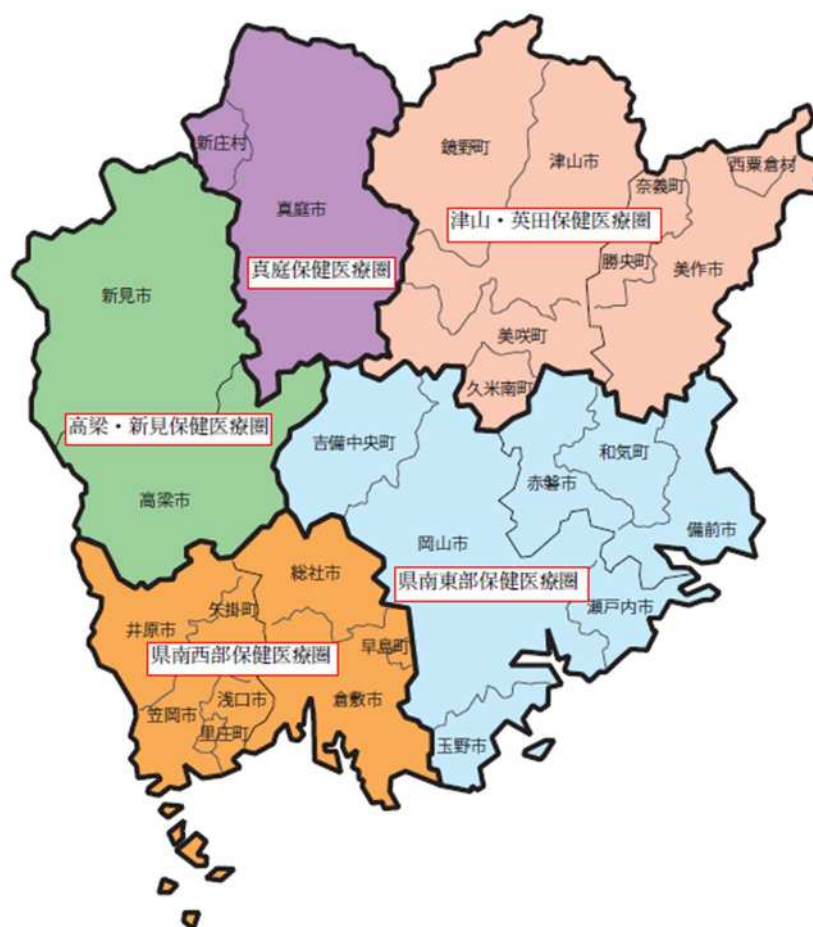 新庄村
鏡野町
津山市
西粟倉村
奈義町
真庭市
津山・英田保健医療圏
真庭保健医療圏
勝央町
美作市
新見市
美咲町
久米南町
高梁・新見保健医療圏
吉備中央町
和気町
赤磐市
高梁市
備前市
岡山市
総社市
県南東部保健医療圏
矢掛町
瀬戸内市
井原市
早島町
県南西部保健医療圏
浅口市
倉敷市
笠岡市
里庄町
玉野市